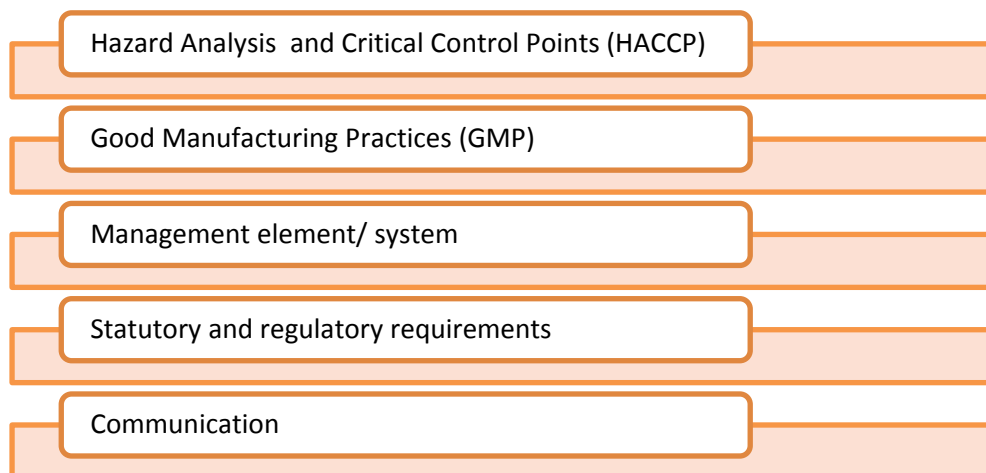 Hazard Analysis  and Critical Control Points (HACCP)
Good Manufacturing Practices (GMP)
Management element/ system
Statutory and regulatory requirements
Communication